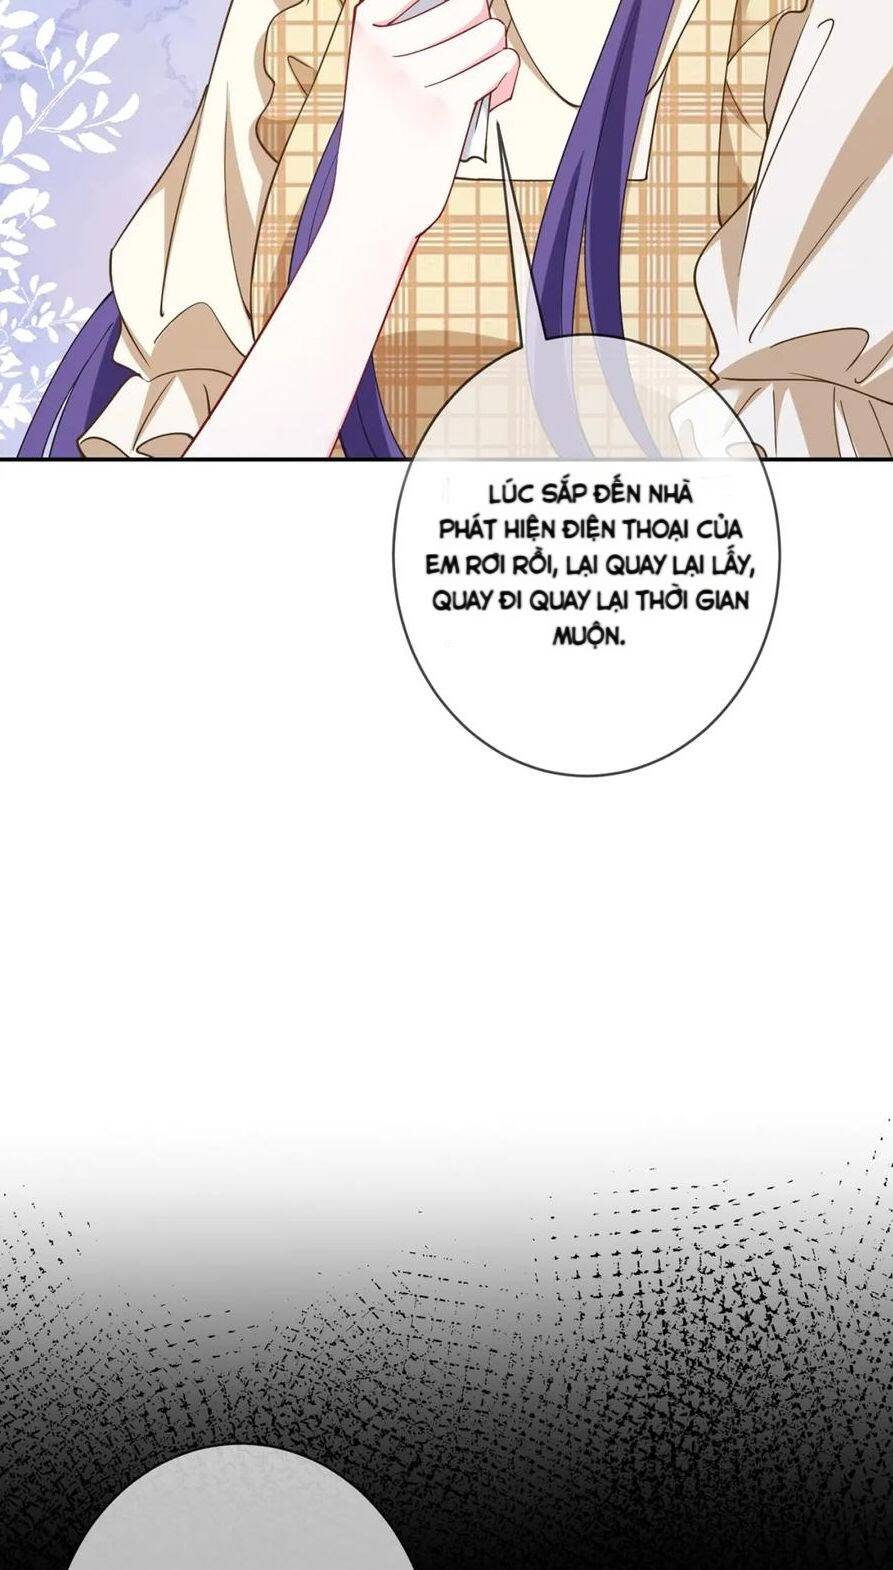 LÚC SẮP ĐẾN NHÀ
PHÁT HIỆN ĐIỆN THOẠI CỦA
EM RƠI RỒI, LẠI QUAY LẠI LẤY,
QUAY ĐI QUAY LẠI THỜI GIAN
MUỘN.